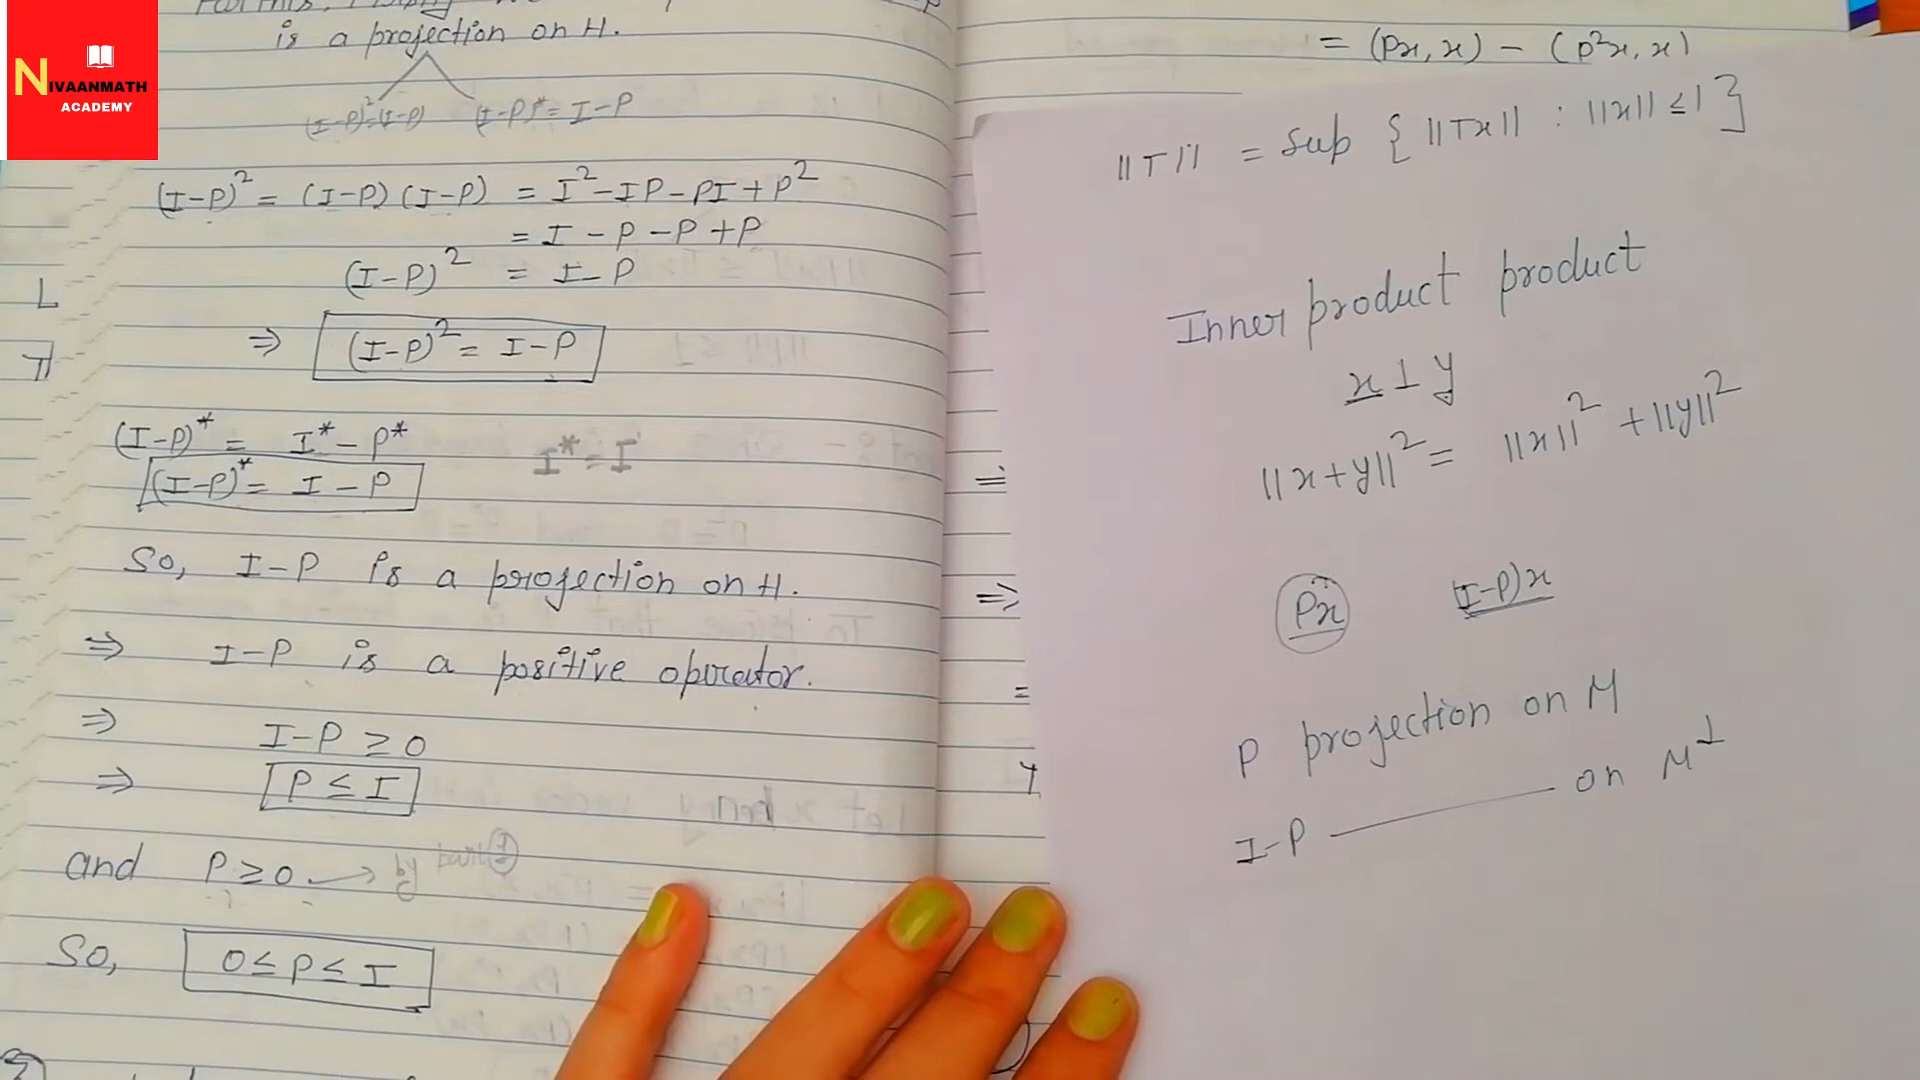 NIVAANMATH
ACADEMY
is a projection on H.
(I-P)²=(I-P) (I-P)* = I-P
(I-P)² = (I-P)(I-P) = I²-IP-PI+P²
= I - P - P + P
(I-P)² = I-P
⇒ (I-P)² = I-P
(I-P)* = I* - P* I* = I
(I-P)* = I - P
So, I-P is a projection on H.
⇒ I-P is a positive operator.
⇒ I-P ≥ 0
⇒ P ≤ I
and P ≥ 0 → by
So, 0 ≤ P ≤ I
= (Px, x) - (P²x, x)
||T|| = sub { ||Tx|| : ||x|| ≤ 1 }
Inner product product
x ⊥ y
||x+y||² = ||x||² + ||y||²
Px (I-P)x
P projection on M
I-P ——— on M⊥